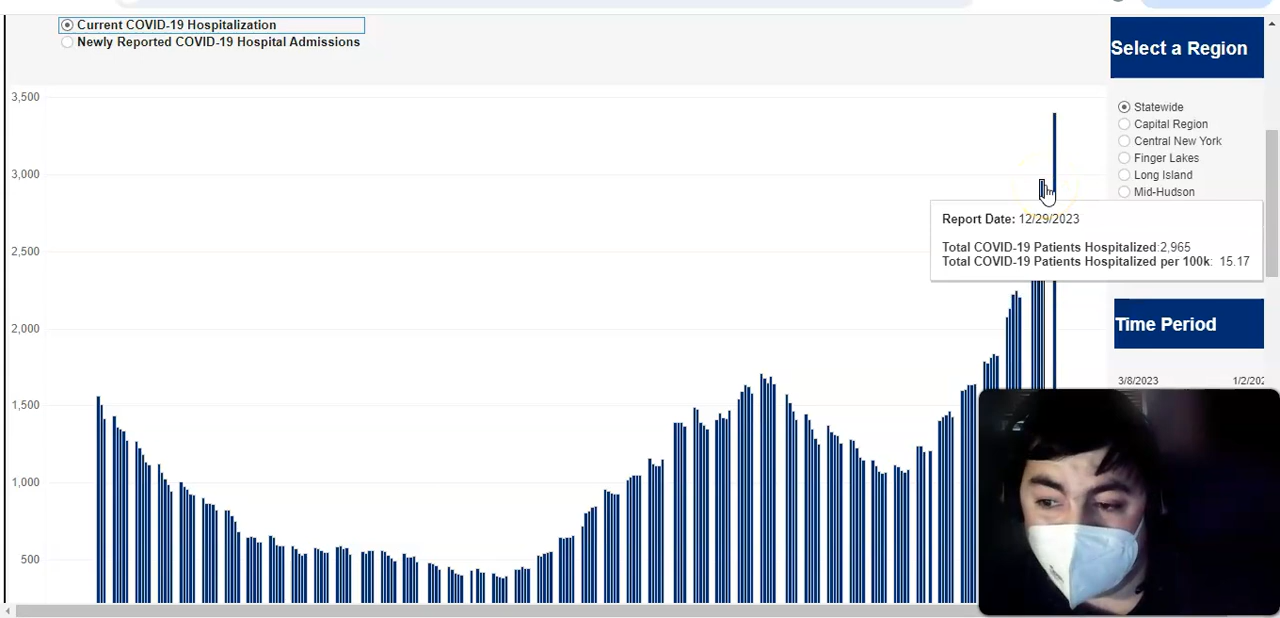 Current COVID-19 Hospitalization
Newly Reported COVID-19 Hospital Admissions
Select a Region
3,500
3,000
2,500
2,000
1,500
1,000
500
Statewide
Capital Region
Central New York
Finger Lakes
Long Island
Mid-Hudson
Report Date: 12/29/2023
Total COVID-19 Patients Hospitalized:2,965
Total COVID-19 Patients Hospitalized per 100k: 15.17
Time Period
3/8/2023 1/2/202